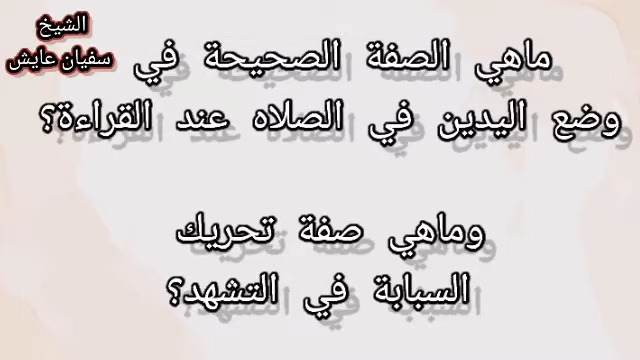 الشيخ
سفيان عايش
ماهي الصفة الصحيحة في
وضع اليدين في الصلاه عند القراءة؟
وماهي صفة تحريك
السبابة في التشهد؟